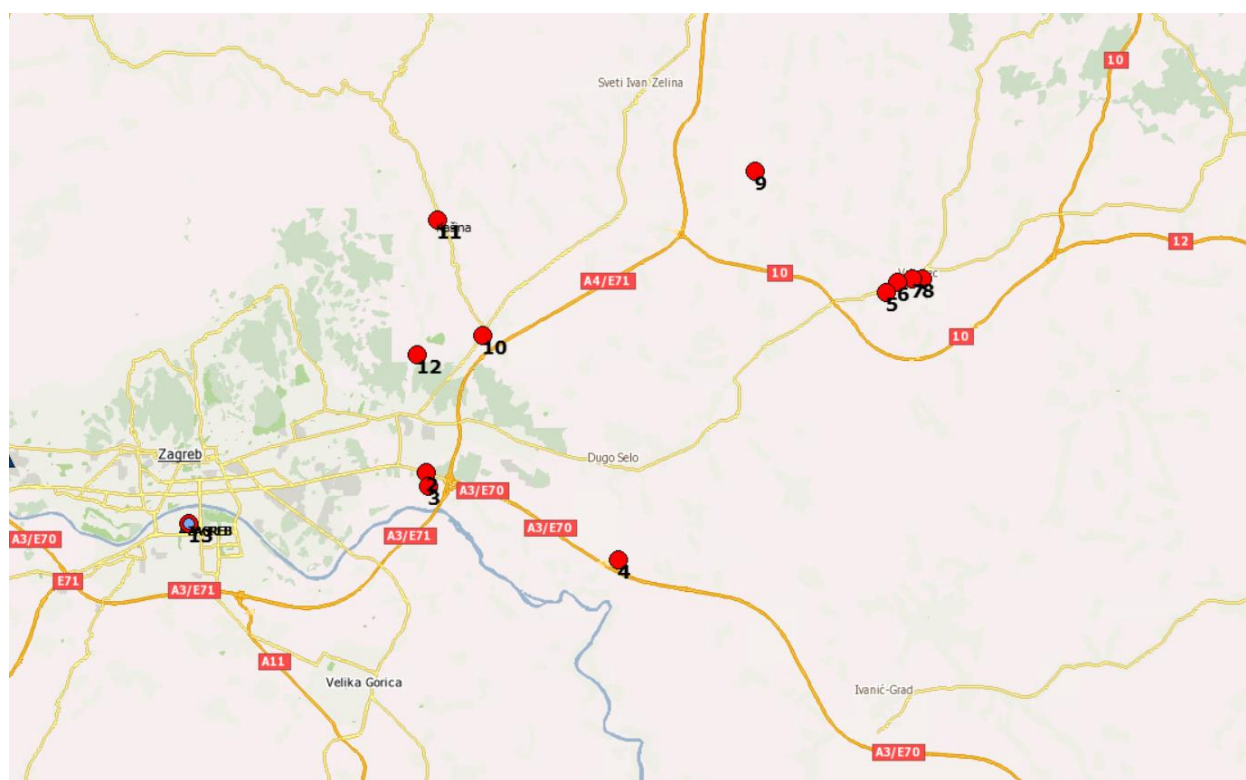 10
Sveti Ivan Zelina
9
11
12
A4/E71
10
5
6
7
8
10
10
12
Zagreb
Dugo Selo
2
3
A3/E70
A3/E70
A3/E71
A3/E70
13
4
E71
A3/E71
A11
Velika Gorica
Ivanić-Grad
A3/E70